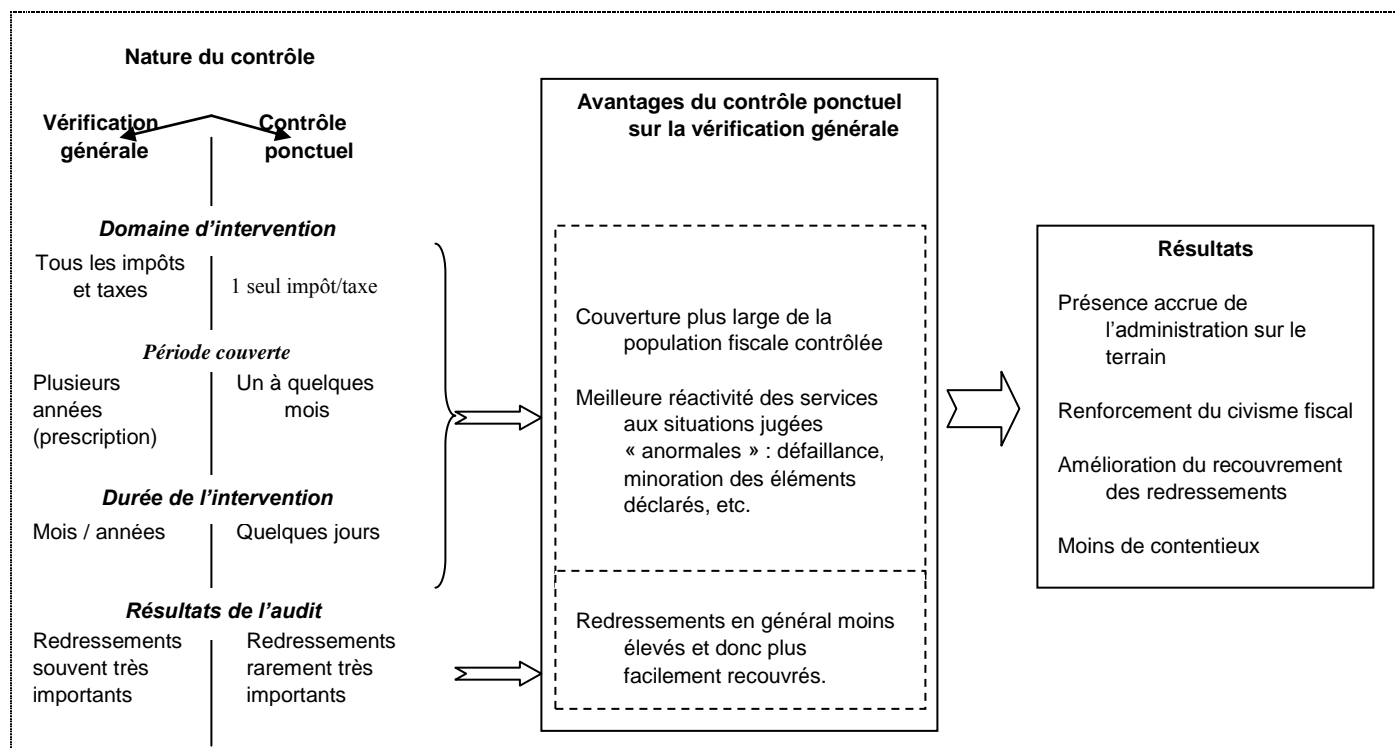 Nature du contrôle
Vérification générale
Contrôle ponctuel
Domaine d'intervention
Tous les impôts et taxes
1 seul impôt/taxe
Période couverte
Plusieurs années (prescription)
Un à quelques mois
Durée de l'intervention
Mois / années
Quelques jours
Résultats de l'audit
Redressements souvent très importants
Redressements rarement très importants
Avantages du contrôle ponctuel
sur la vérification générale
Couverture plus large de la
population fiscale contrôlée
Meilleure réactivité des services
aux situations jugées
« anormales » : défaillance,
minoration des éléments
déclarés, etc.
Redressements en général moins
élevés et donc plus
facilement recouvrés.
Résultats
Présence accrue de
l'administration sur le
terrain
Renforcement du civisme fiscal
Amélioration du recouvrement
des redressements
Moins de contentieux